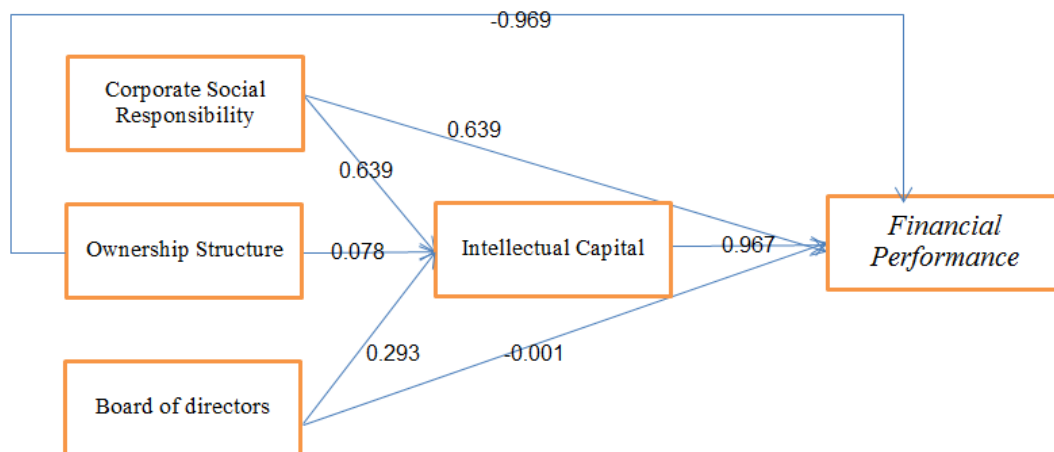 -0.969
Corporate Social
Responsibility
0.639
0.639
Ownership Structure
0.078
Intellectual Capital
0.967
Financial
Performance
0.293
-0.001
Board of directors